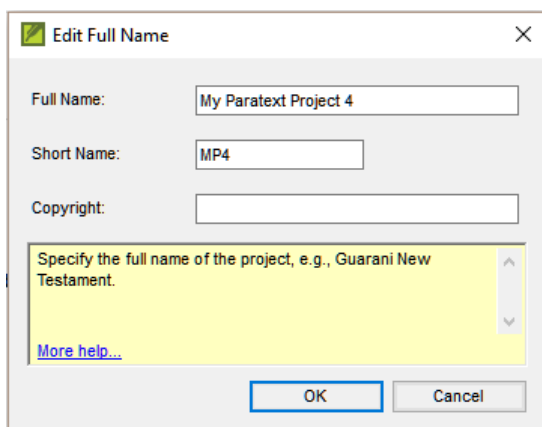 Edit Full Name
Full Name: My Paratext Project 4
Short Name: MP4
Copyright:
Specify the full name of the project, e.g., Guarani New
Testament.
More help...
OK Cancel